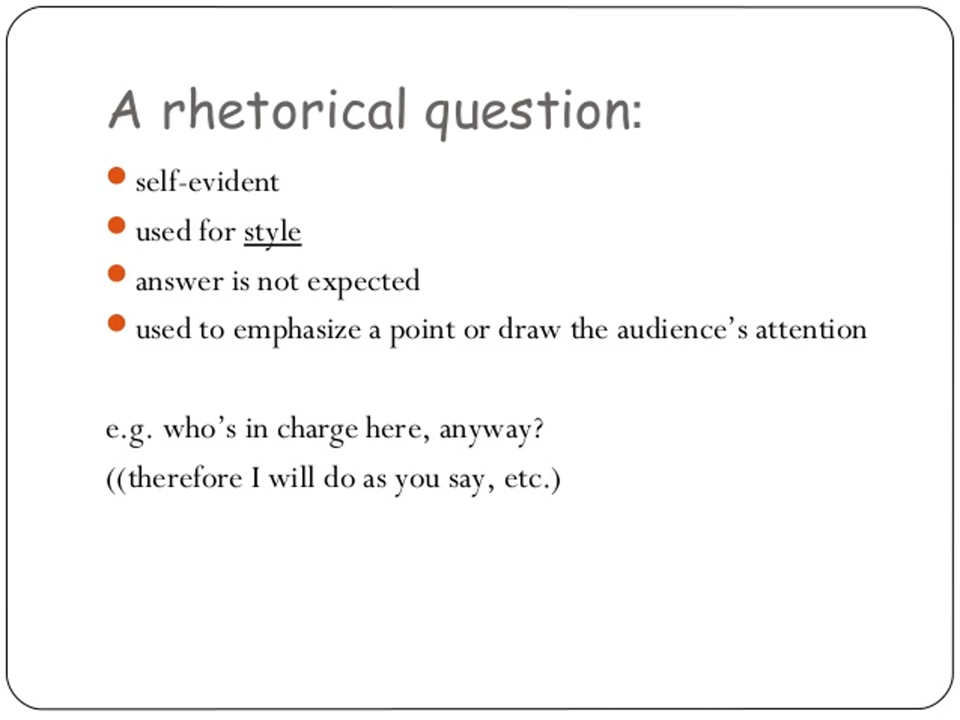 A rhetorical question:
self-evident
used for style
answer is not expected
used to emphasize a point or draw the audience’s attention
e.g. who’s in charge here, anyway?
((therefore I will do as you say, etc.)